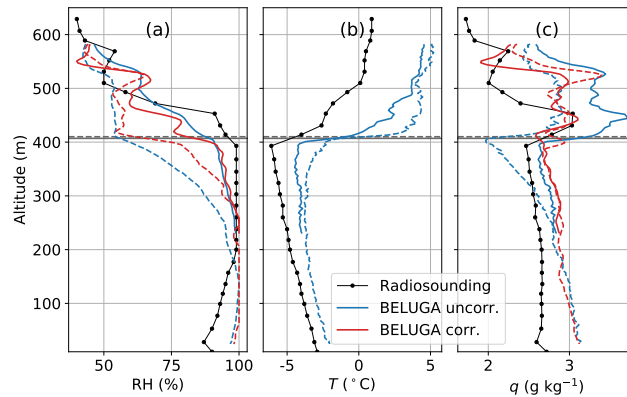 (a) (b) (c)
600
500
400
300
200
100
Altitude (m)
Radiosounding
BELUGA uncorr.
BELUGA corr.
50 75 100 -5 0 5 2 3
RH (%) T (°C) q (g kg⁻¹)